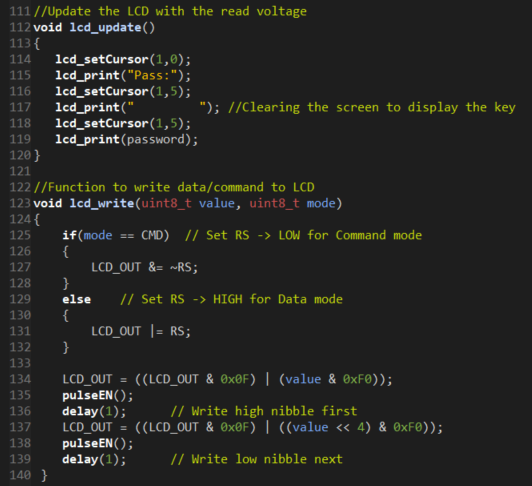 111 //Update the LCD with the read voltage
112 void lcd_update()
113 {
114    lcd_setCursor(1,0);
115    lcd_print("Pass:");
116    lcd_setCursor(1,5);
117    lcd_print("         "); //Clearing the screen to display the key
118    lcd_setCursor(1,5);
119    lcd_print(password);
120 }
121
122 //Function to write data/command to LCD
123 void lcd_write(uint8_t value, uint8_t mode)
124 {
125     if(mode == CMD)  // Set RS -> LOW for Command mode
126     {
127         LCD_OUT &= ~RS;
128     }
129     else    // Set RS -> HIGH for Data mode
130     {
131         LCD_OUT |= RS;
132     }
133
134     LCD_OUT = ((LCD_OUT & 0x0F) | (value & 0xF0));
135     pulseEN();
136     delay(1);      // Write high nibble first
137     LCD_OUT = ((LCD_OUT & 0x0F) | ((value << 4) & 0xF0));
138     pulseEN();
139     delay(1);      // Write low nibble next
140  }